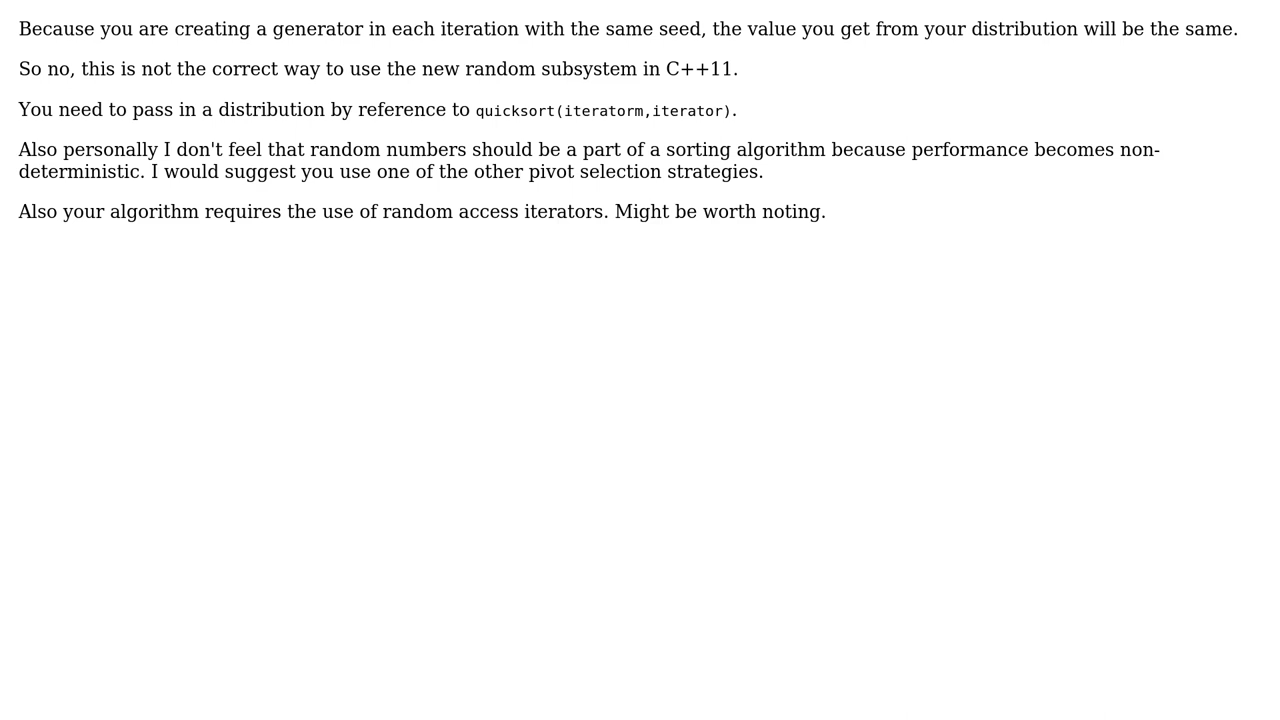 Because you are creating a generator in each iteration with the same seed, the value you get from your distribution will be the same.
So no, this is not the correct way to use the new random subsystem in C++11.
You need to pass in a distribution by reference to quicksort(iteratorm,iterator).
Also personally I don't feel that random numbers should be a part of a sorting algorithm because performance becomes non-
deterministic. I would suggest you use one of the other pivot selection strategies.
Also your algorithm requires the use of random access iterators. Might be worth noting.